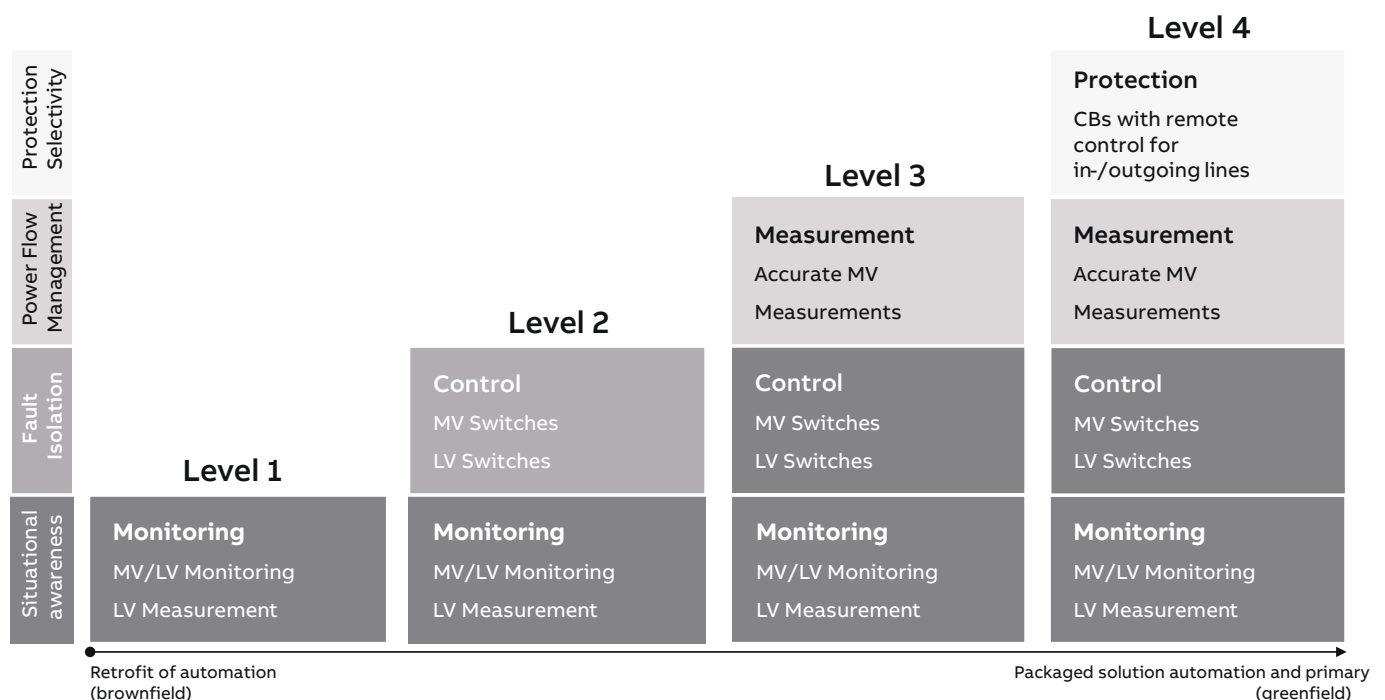 Level 4
Protection
Selectivity
Protection
CBs with remote
control for
in-/outgoing lines
Level 3
Power Flow
Management
Measurement
Accurate MV
Measurements
Measurement
Accurate MV
Measurements
Level 2
Fault
Isolation
Control
MV Switches
LV Switches
Control
MV Switches
LV Switches
Control
MV Switches
LV Switches
Level 1
Situational
awareness
Monitoring
MV/LV Monitoring
LV Measurement
Monitoring
MV/LV Monitoring
LV Measurement
Monitoring
MV/LV Monitoring
LV Measurement
Monitoring
MV/LV Monitoring
LV Measurement
Retrofit of automation
(brownfield)
Packaged solution automation and primary
(greenfield)